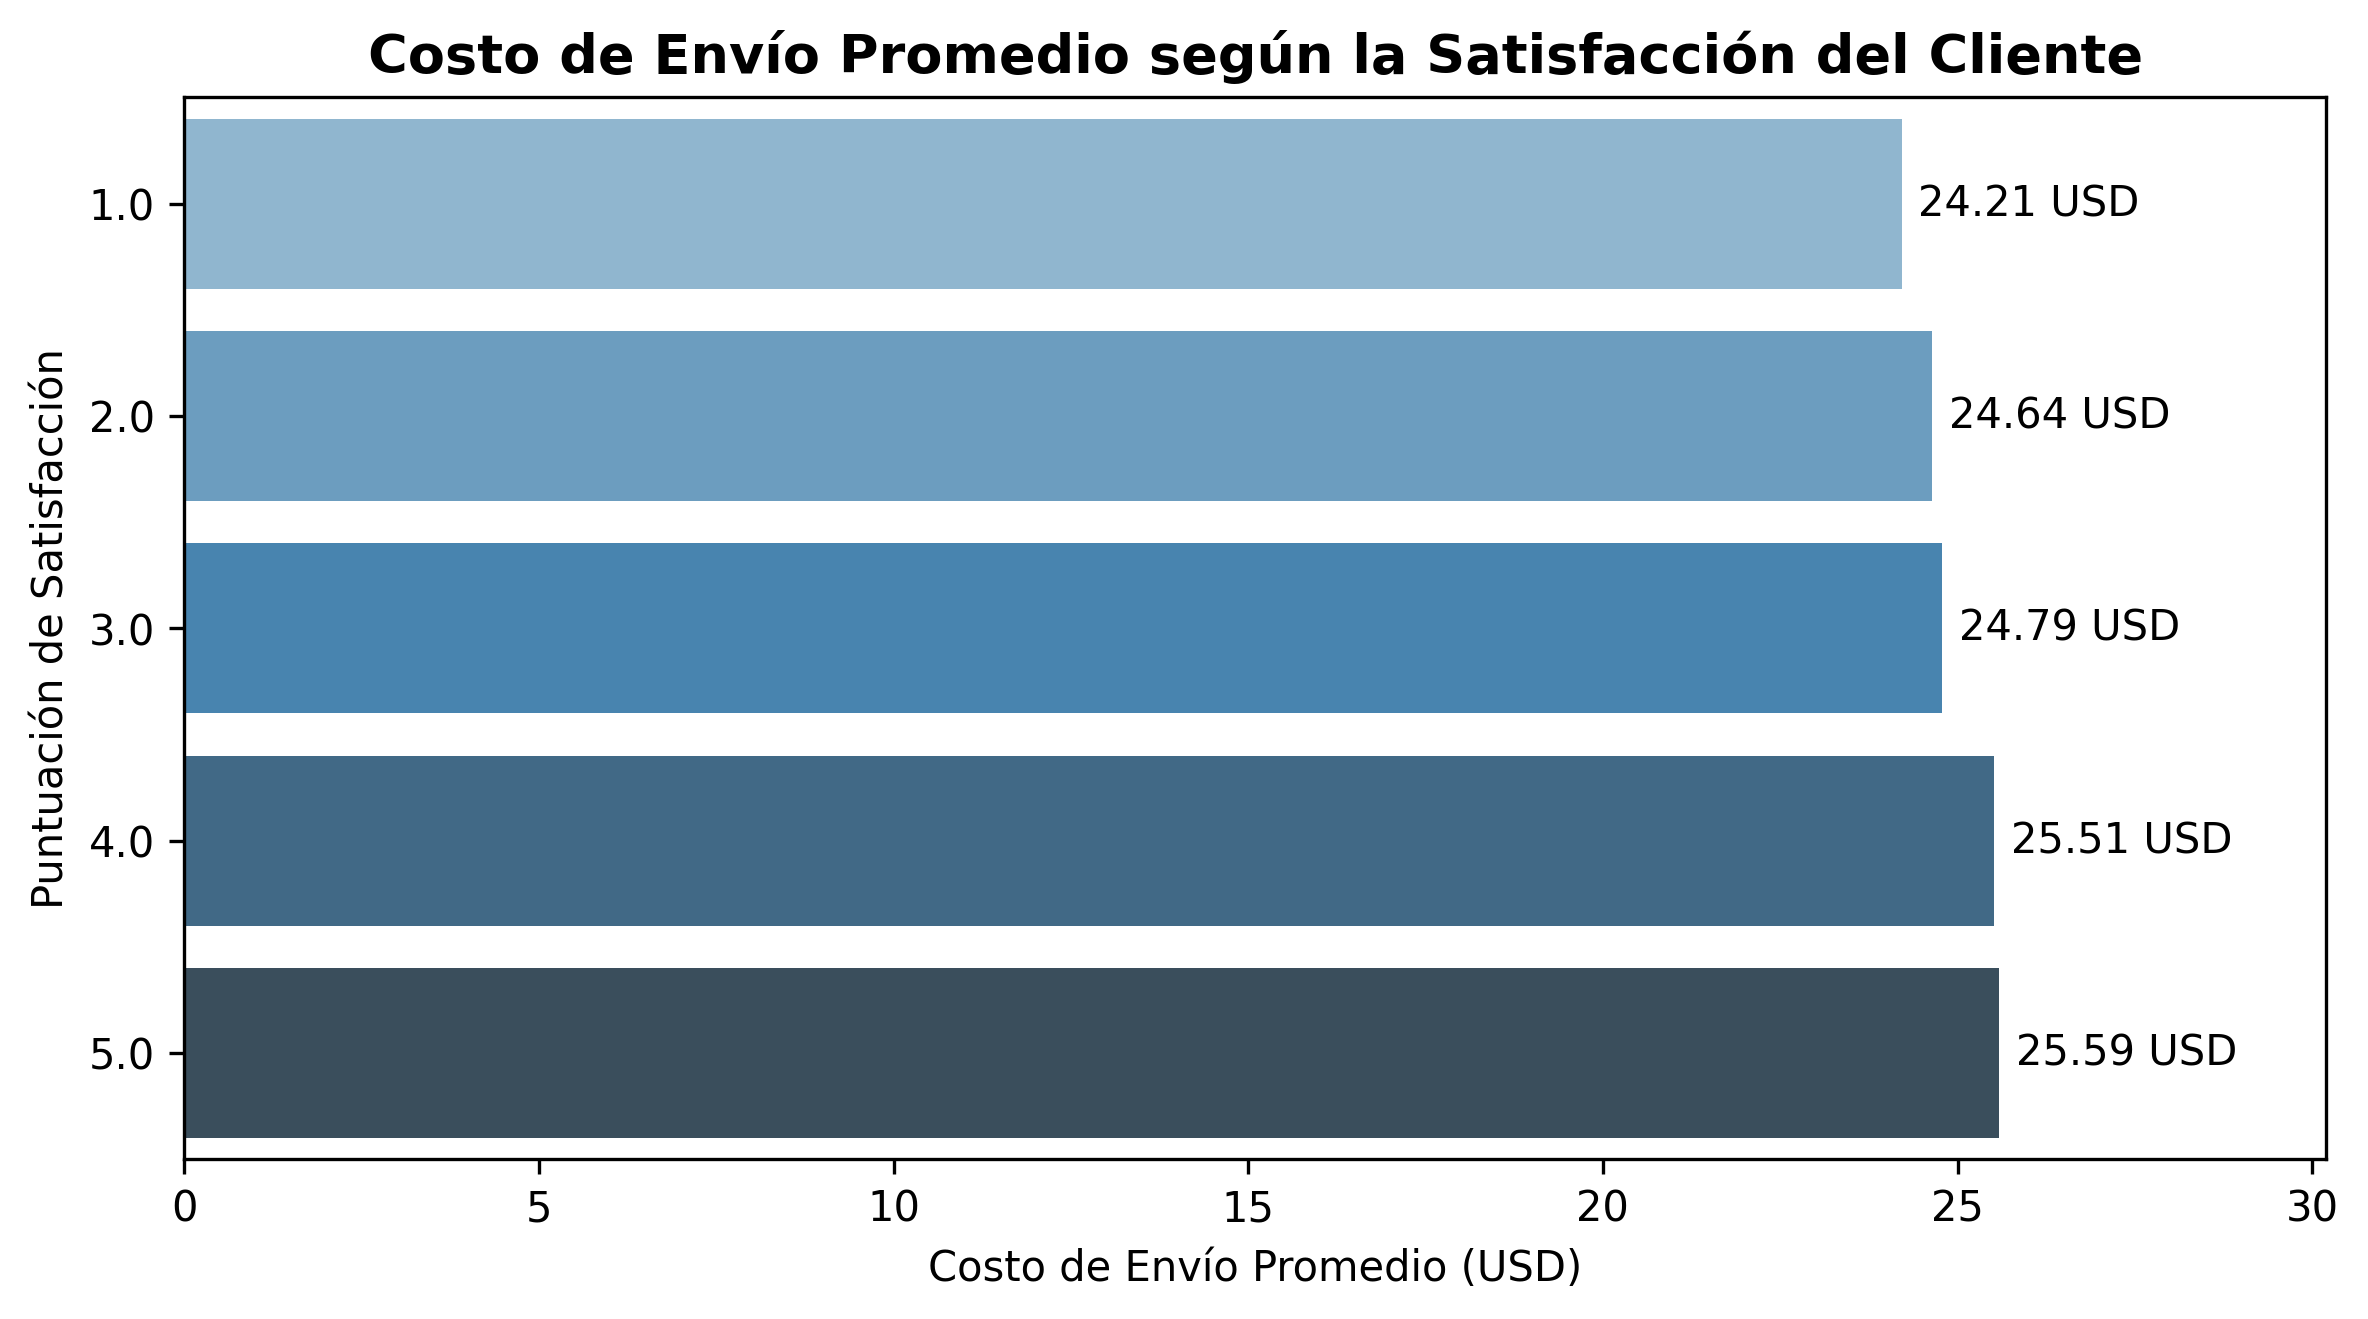 Costo de Envío Promedio según la Satisfacción del Cliente
Puntuación de Satisfacción
1.0
24.21 USD
2.0
24.64 USD
3.0
24.79 USD
4.0
25.51 USD
5.0
25.59 USD
0 5 10 15 20 25 30
Costo de Envío Promedio (USD)